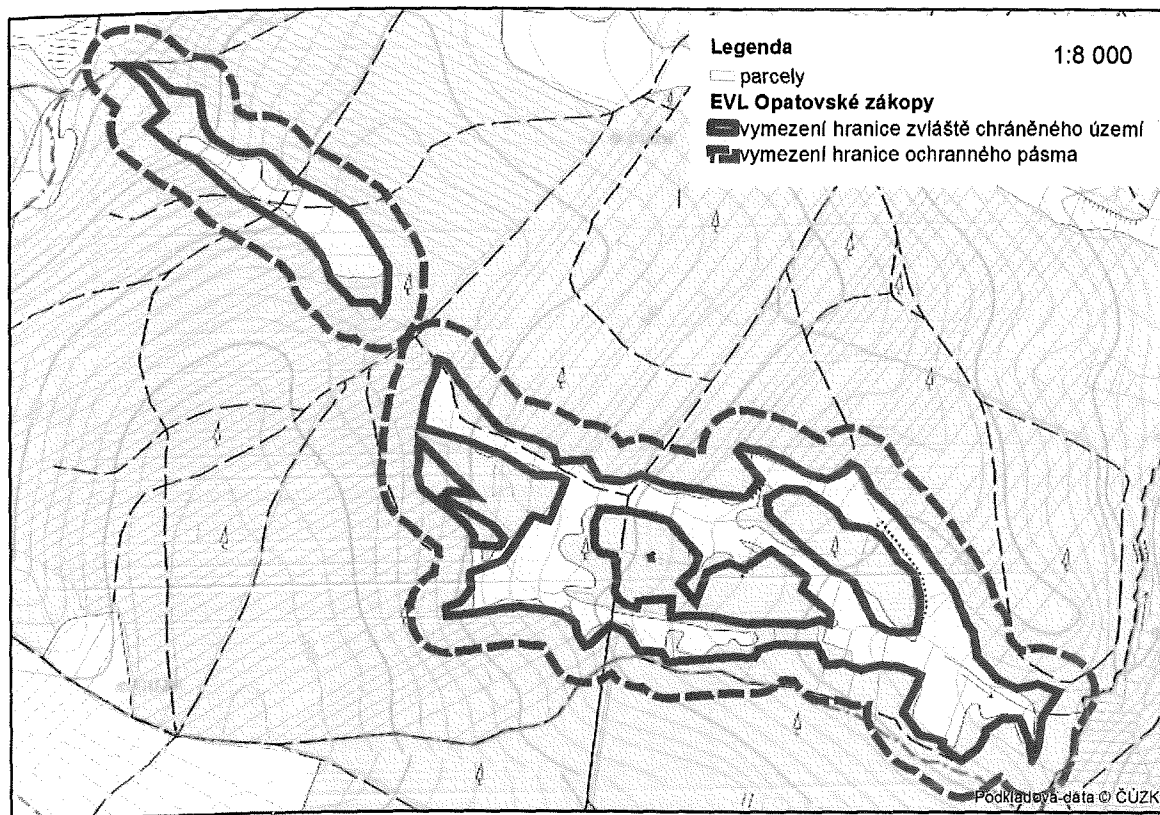 Legenda
1:8 000
parcely
EVL Opatovské zákopy
vymezení hranice zvláště chráněného území
vymezení hranice ochranného pásma
Podkladová data © ČÚZK